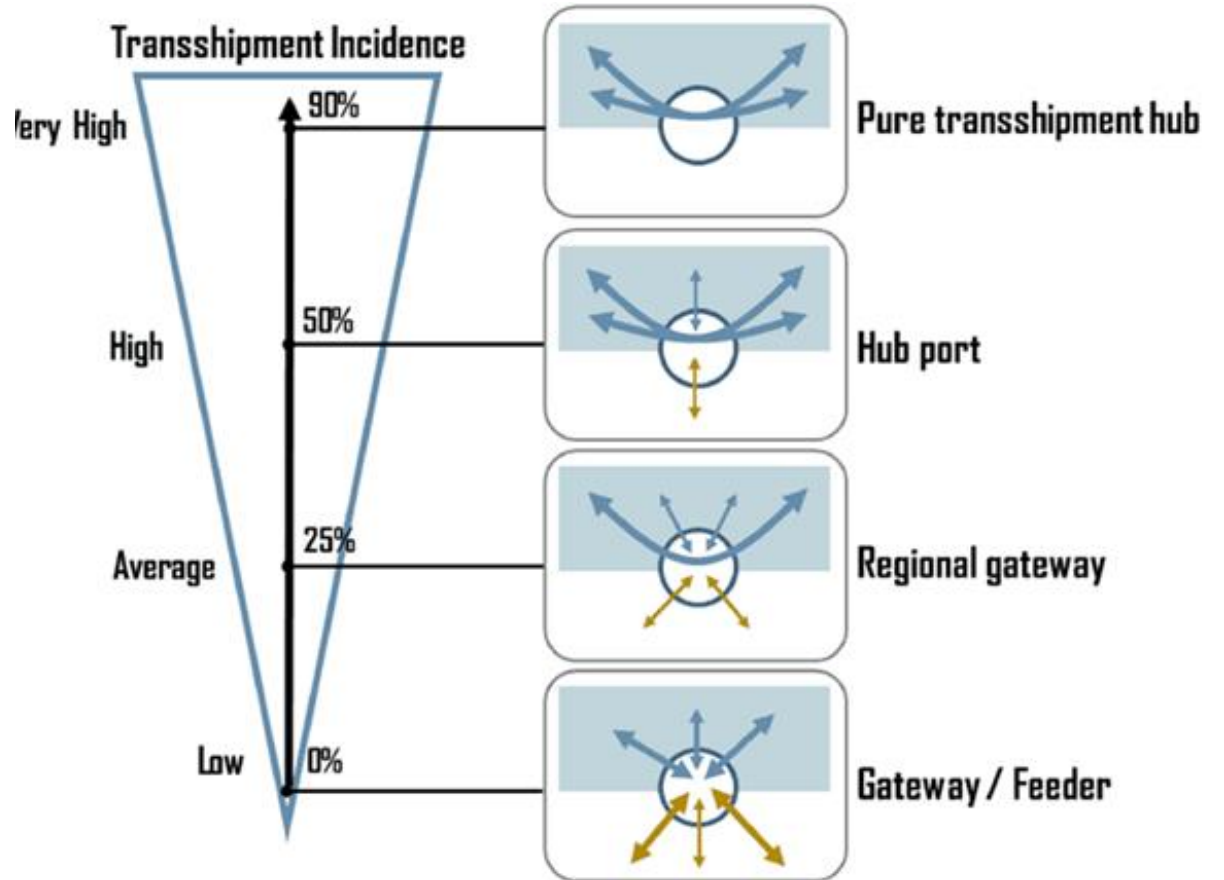 Transshipment Incidence
90%
Very High
Pure transshipment hub
50%
High
Hub port
25%
Average
Regional gateway
0%
Low
Gateway / Feeder